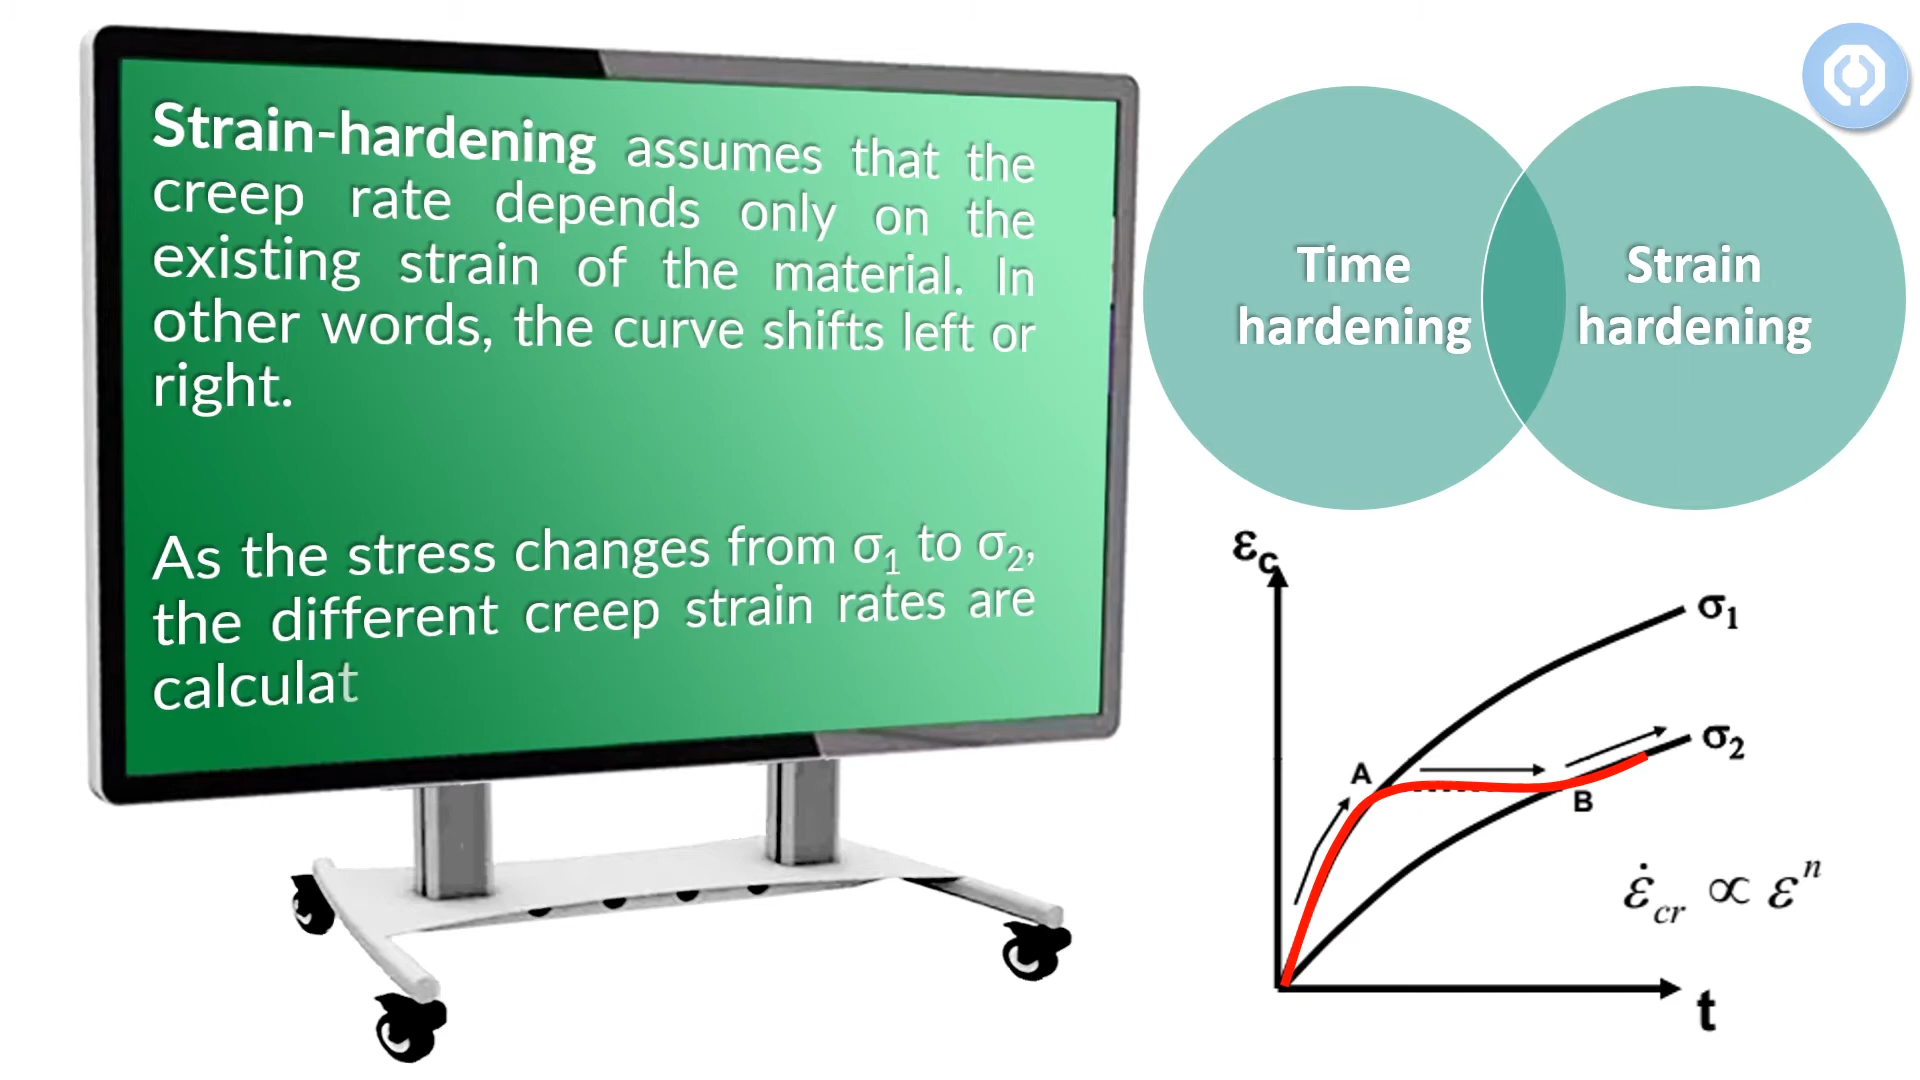 Strain-hardening assumes that the
creep rate depends only on the
existing strain of the material. In
other words, the curve shifts left or
right.
As the stress changes from σ₁ to σ₂,
the different creep strain rates are
calculat
Time
hardening
Strain
hardening
εc
σ₁
σ₂
A
B
ε̇cr ∝ εⁿ
t